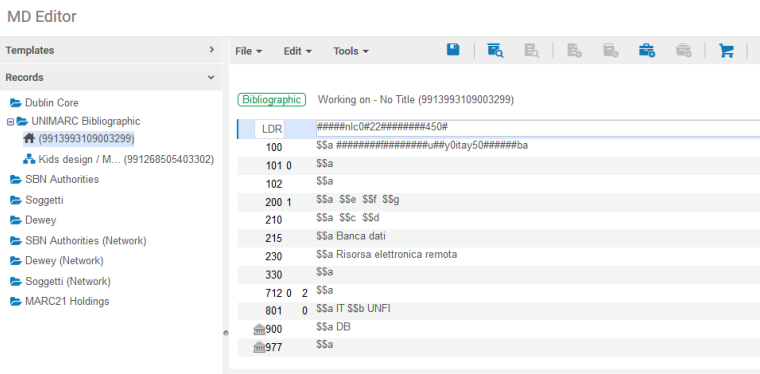 MD Editor
Templates
Records
Dublin Core
UNIMARC Bibliographic
(9913993109003299)
Kids design / M... (991268505403302)
SBN Authorities
Soggetti
Dewey
SBN Authorities (Network)
Dewey (Network)
Soggetti (Network)
MARC21 Holdings
File Edit Tools
Bibliographic Working on - No Title (9913993109003299)
LDR #####nlc0#22########450#
100 $$a ########f########u##y0itay50######ba
101 0 $$a
102 $$a
200 1 $$a $$e $$f $$g
210 $$a $$c $$d
215 $$a Banca dati
230 $$a Risorsa elettronica remota
330 $$a
712 0 2 $$a
801 0 $$a IT $$b UNFI
900 $$a DB
977 $$a